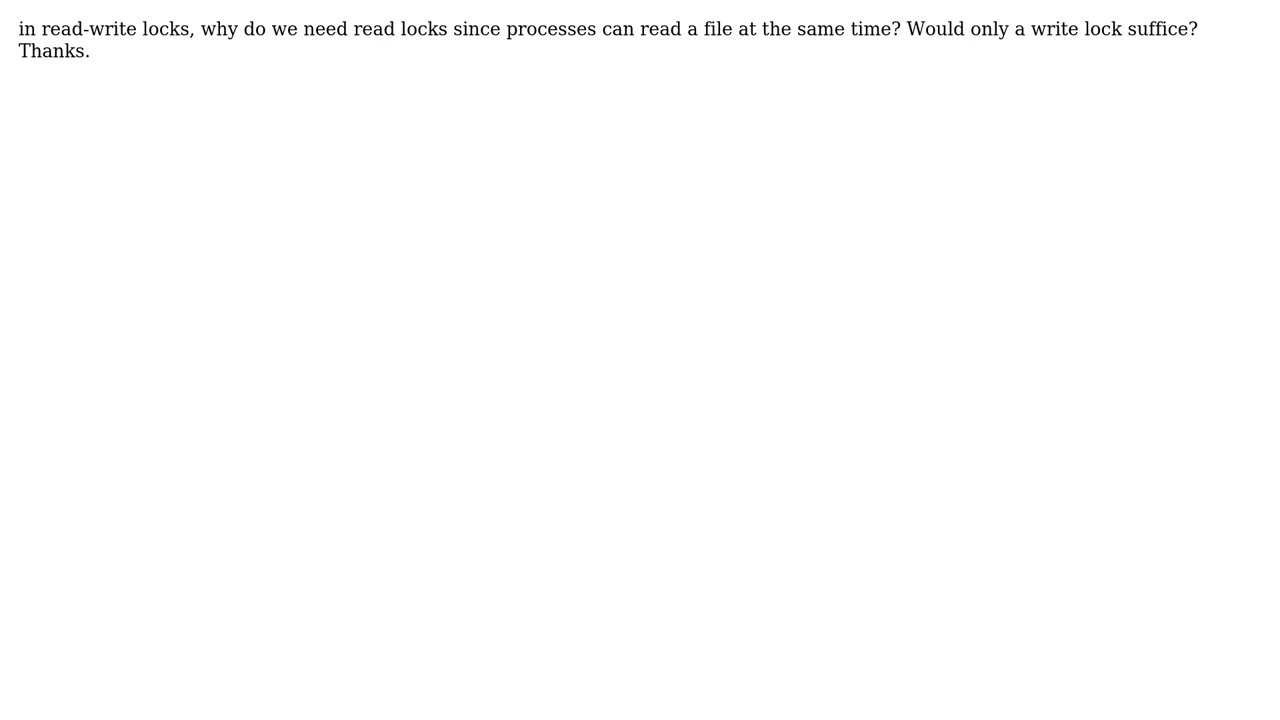 in read-write locks, why do we need read locks since processes can read a file at the same time? Would only a write lock suffice?
Thanks.